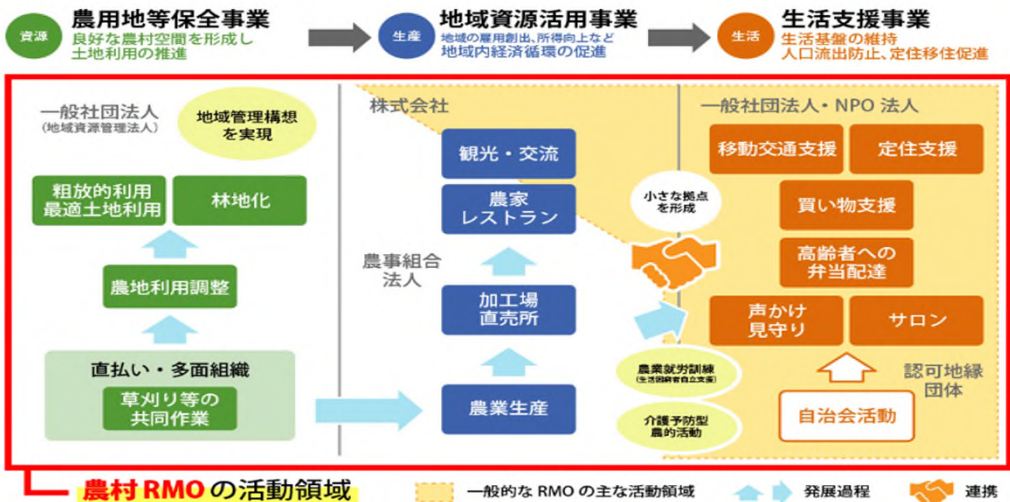 資源
農用地等保全事業
良好な農村空間を形成し
土地利用の推進
生産
地域資源活用事業
地域の雇用創出、所得向上など
地域内経済循環の促進
生活
生活支援事業
生活基盤の維持
人口流出防止、定住移住促進
一般社団法人
(地域資源管理法人)
地域管理構想
を実現
粗放的利用
最適土地利用
林地化
農地利用調整
直払い・多面組織
草刈り等の
共同作業
株式会社
観光・交流
農家
レストラン
農事組合
法人
加工場
直売所
農業生産
小さな拠点
を形成
農業就労訓練
(生活困窮者自立支援)
介護予防型
農的活動
一般社団法人・NPO 法人
移動交通支援
定住支援
買い物支援
高齢者への
弁当配達
声かけ
見守り
サロン
認可地縁
団体
自治会活動
農村 RMO の活動領域
一般的な RMO の主な活動領域
発展過程
連携